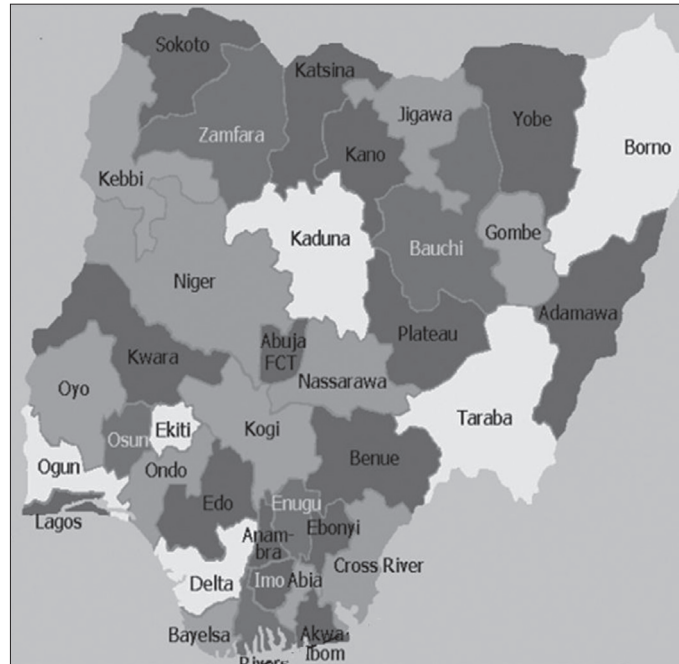 Sokoto
Katsina
Jigawa
Yobe
Zamfara
Borno
Kano
Kebbi
Kaduna
Gombe
Bauchi
Niger
Adamawa
Abuja
FCT
Plateau
Kwara
Nassarawa
Oyo
Taraba
Ekiti
Kogi
Osun
Benue
Ogun
Ondo
Edo
Enugu
Lagos
Anam-
bra
Ebonyi
Cross River
Delta
Imo
Abia
Bayelsa
Akwa
Ibom
Rivers